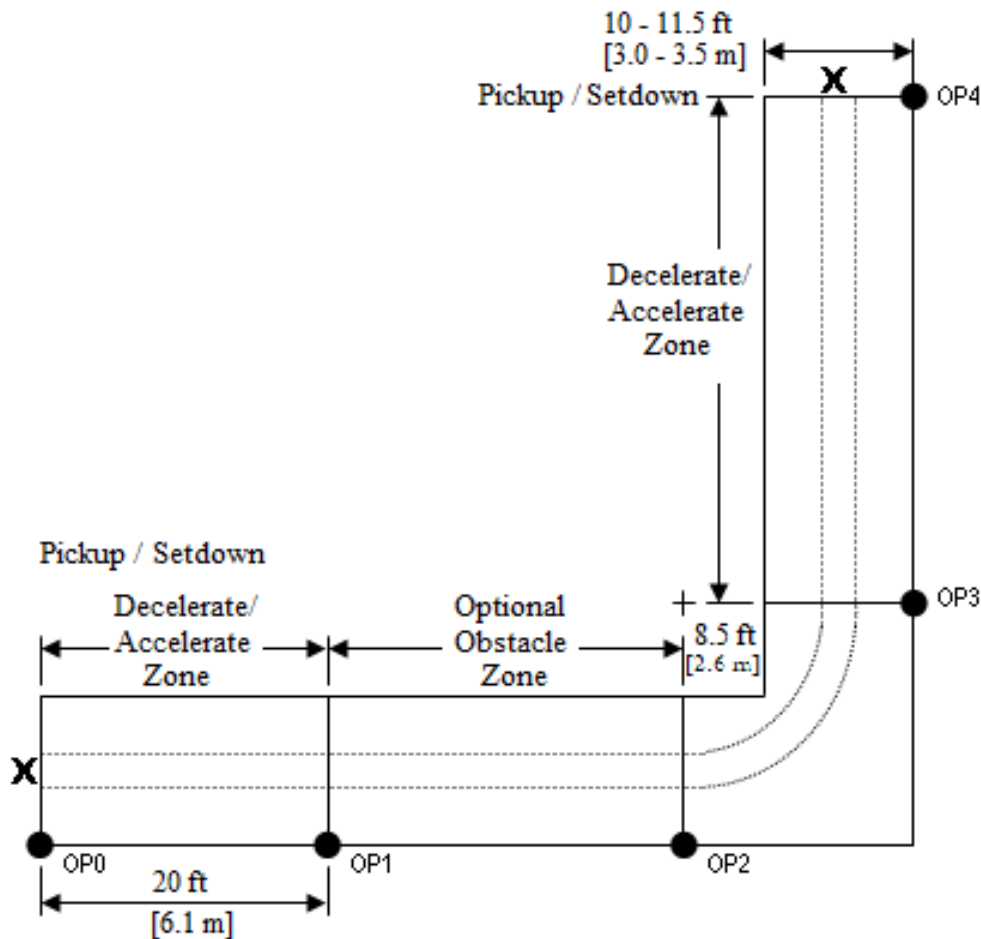 10 - 11.5 ft
[3.0 - 3.5 m]
X
Pickup / Setdown
OP4
Decelerate/
Accelerate
Zone
Pickup / Setdown
Decelerate/
Accelerate
Zone
Optional
Obstacle
Zone
8.5 ft
[2.6 m]
OP3
X
OP0
OP1
OP2
20 ft
[6.1 m]